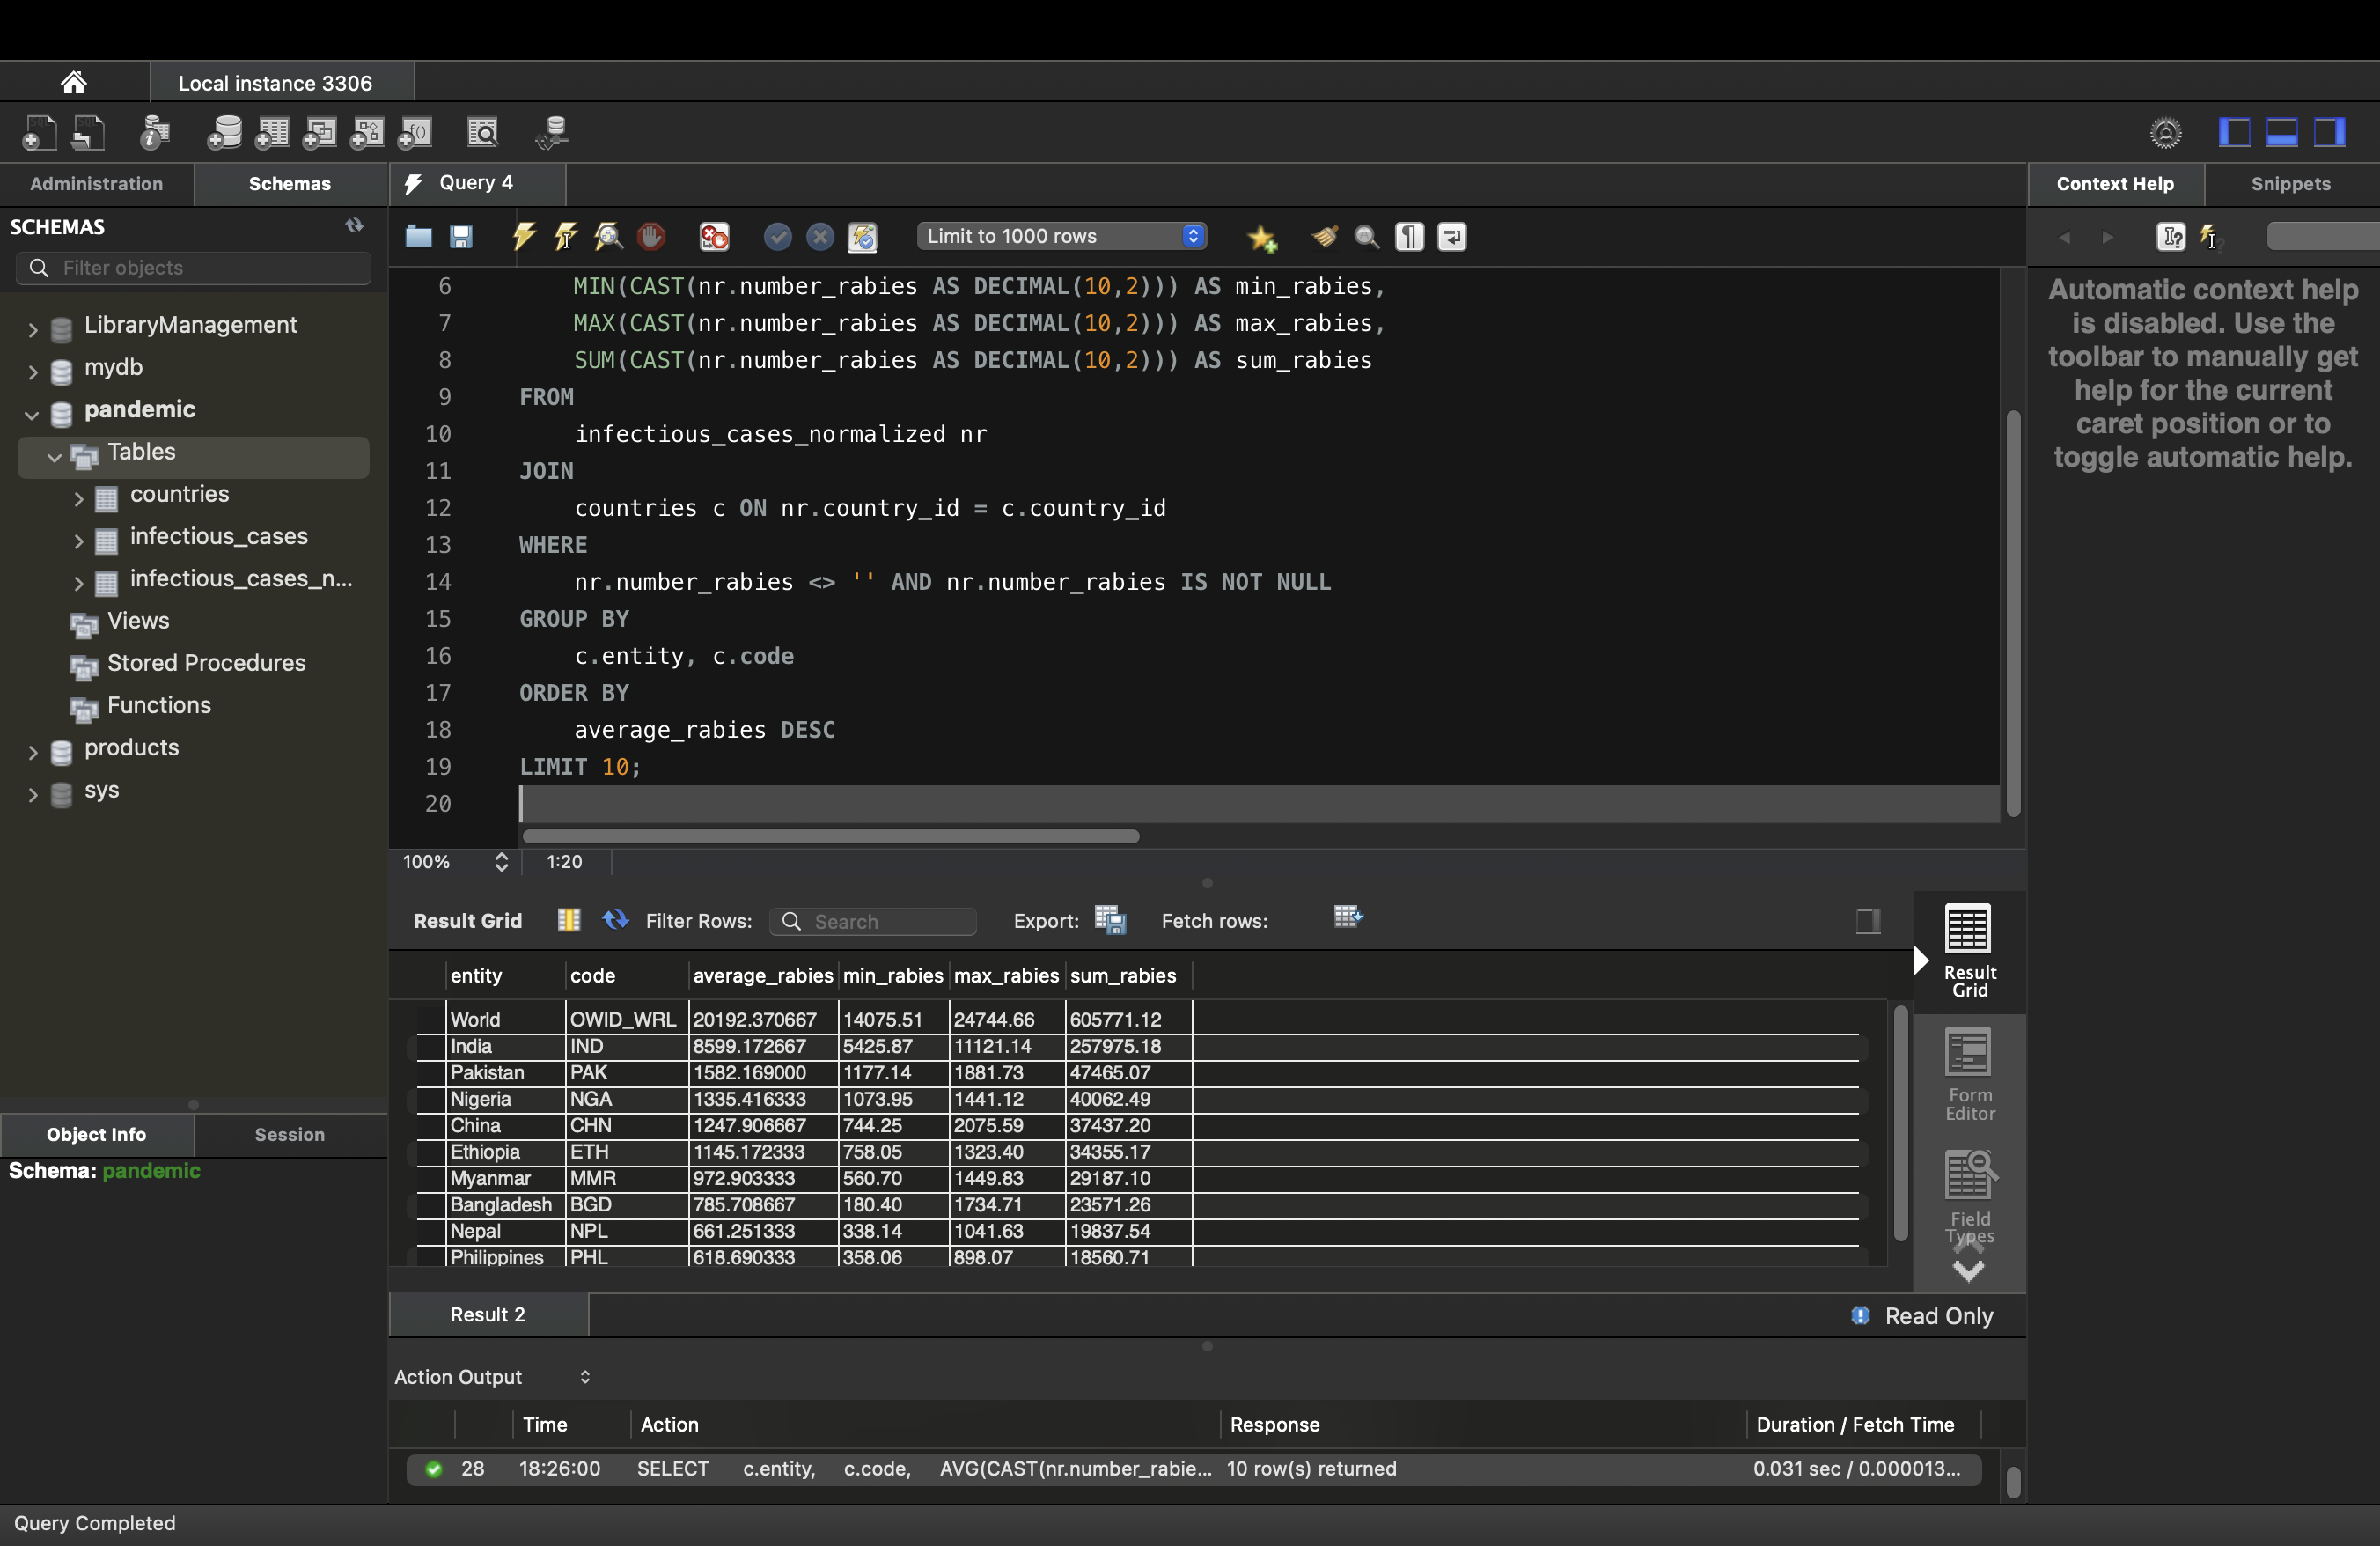 Local instance 3306
Administration
Schemas
Query 4
Context Help
Snippets
SCHEMAS
Filter objects
Limit to 1000 rows
LibraryManagement
mydb
pandemic
Tables
countries
infectious_cases
infectious_cases_n...
Views
Stored Procedures
Functions
products
sys
6 MIN(CAST(nr.number_rabies AS DECIMAL(10,2))) AS min_rabies,
7 MAX(CAST(nr.number_rabies AS DECIMAL(10,2))) AS max_rabies,
8 SUM(CAST(nr.number_rabies AS DECIMAL(10,2))) AS sum_rabies
9 FROM
10 infectious_cases_normalized nr
11 JOIN
12 countries c ON nr.country_id = c.country_id
13 WHERE
14 nr.number_rabies <> '' AND nr.number_rabies IS NOT NULL
15 GROUP BY
16 c.entity, c.code
17 ORDER BY
18 average_rabies DESC
19 LIMIT 10;
20
Automatic context help
is disabled. Use the
toolbar to manually get
help for the current
caret position or to
toggle automatic help.
100% 1:20
Result Grid Filter Rows: Search Export: Fetch rows:
entity code average_rabies min_rabies max_rabies sum_rabies
World OWID_WRL 20192.370667 14075.51 24744.66 605771.12
India IND 8599.172667 5425.87 11121.14 257975.18
Pakistan PAK 1582.169000 1177.14 1881.73 47465.07
Nigeria NGA 1335.416333 1073.95 1441.12 40062.49
China CHN 1247.906667 744.25 2075.59 37437.20
Ethiopia ETH 1145.172333 758.05 1323.40 34355.17
Myanmar MMR 972.903333 560.70 1449.83 29187.10
Bangladesh BGD 785.708667 180.40 1734.71 23571.26
Nepal NPL 661.251333 338.14 1041.63 19837.54
Philippines PHL 618.690333 358.06 898.07 18560.71
Result
Grid
Form
Editor
Field
Types
Object Info
Session
Schema: pandemic
Result 2
Read Only
Action Output
Time Action Response Duration / Fetch Time
28 18:26:00 SELECT c.entity, c.code, AVG(CAST(nr.number_rabie... 10 row(s) returned 0.031 sec / 0.000013...
Query Completed